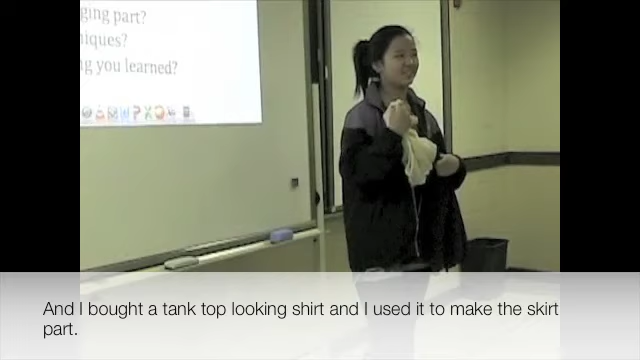 ging part?
niques?
g you learned?
And I bought a tank top looking shirt and I used it to make the skirt
part.